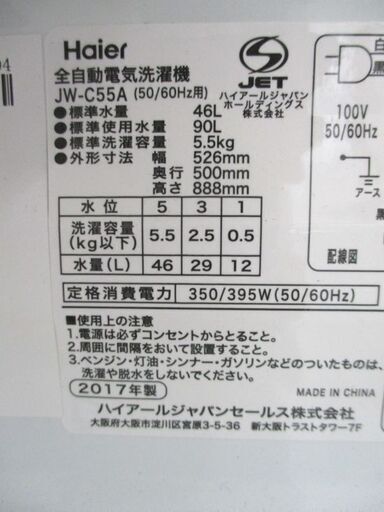 94
Haier
全自動電気洗濯機
JW-C55A (50/60Hz用)
S
JET
ハイアールジャパン
ホールディングス
株式会社
●標準水量 46L
●標準使用水量 90L
●標準洗濯容量 5.5kg
●外形寸法 幅 526mm
奥行 500mm
高さ 888mm
水位 5 3 1
洗濯容量(kg以下) 5.5 2.5 0.5
水量(L) 46 29 12
定格消費電力 350/395W(50/60Hz)
白
黒
100V
50/60Hz
アース
黒
配線図
■使用上の注意
1.電源は必ずコンセントからとること。
2.周囲に間隔をおいて設置すること。
3.ベンジン・灯油・シンナー・ガソリンなどのついたものは、
洗濯や脱水をしないでください。
2017年製
MADE IN CHINA
ハイアールジャパンセールス株式会社
大阪府大阪市淀川区宮原3-5-36 新大阪トラストタワー7F